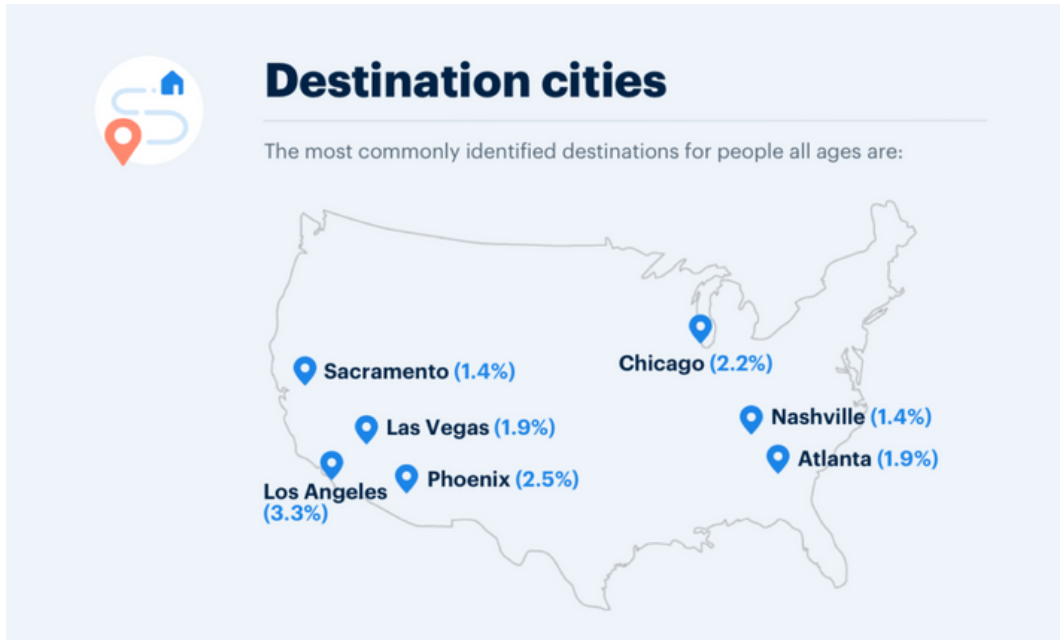 Destination cities
The most commonly identified destinations for people all ages are:
Chicago (2.2%)
Sacramento (1.4%)
Nashville (1.4%)
Las Vegas (1.9%)
Atlanta (1.9%)
Phoenix (2.5%)
Los Angeles
(3.3%)